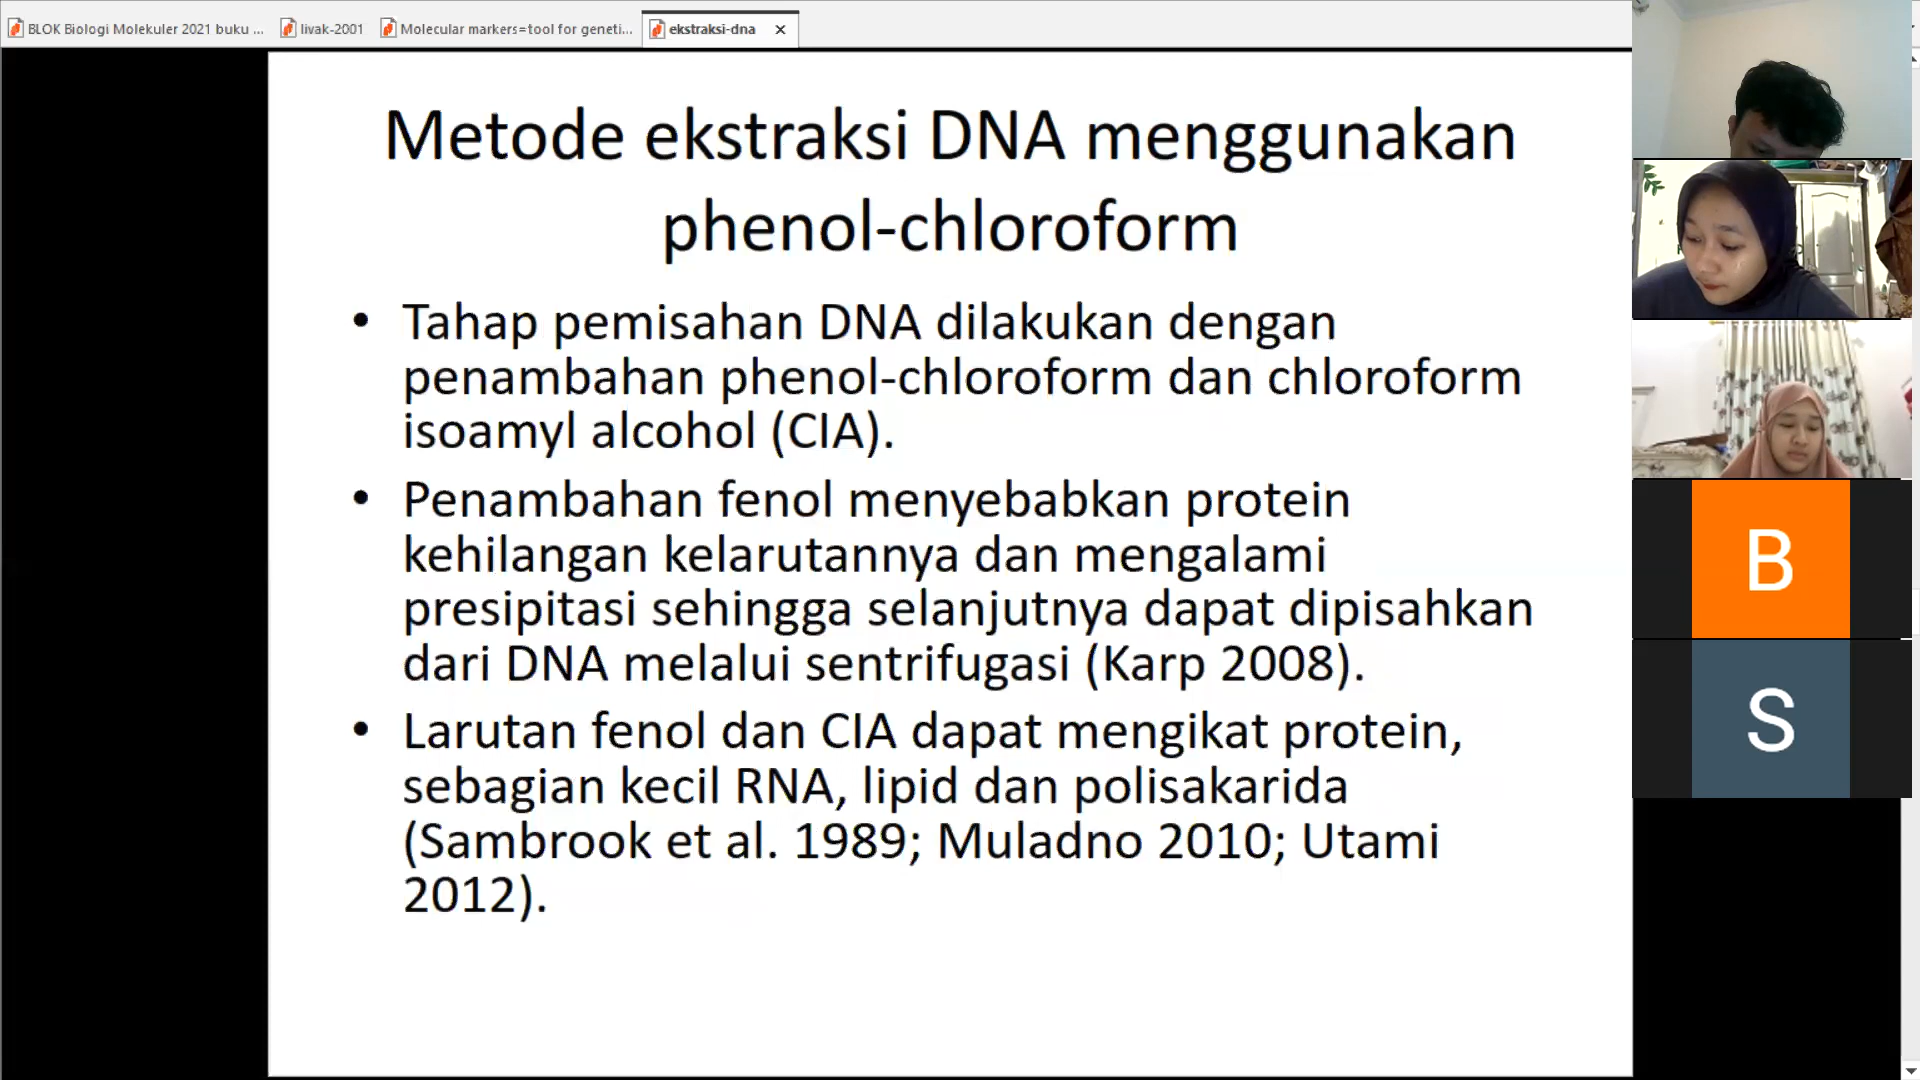 BLOK Biologi Molekuler 2021 buku ...
livak-2001
Molecular markers=tool for geneti...
ekstraksi-dna
Metode ekstraksi DNA menggunakan
phenol-chloroform
• Tahap pemisahan DNA dilakukan dengan
penambahan phenol-chloroform dan chloroform
isoamyl alcohol (CIA).
• Penambahan fenol menyebabkan protein
kehilangan kelarutannya dan mengalami
presipitasi sehingga selanjutnya dapat dipisahkan
dari DNA melalui sentrifugasi (Karp 2008).
• Larutan fenol dan CIA dapat mengikat protein,
sebagian kecil RNA, lipid dan polisakarida
(Sambrook et al. 1989; Muladno 2010; Utami
2012).
B
S